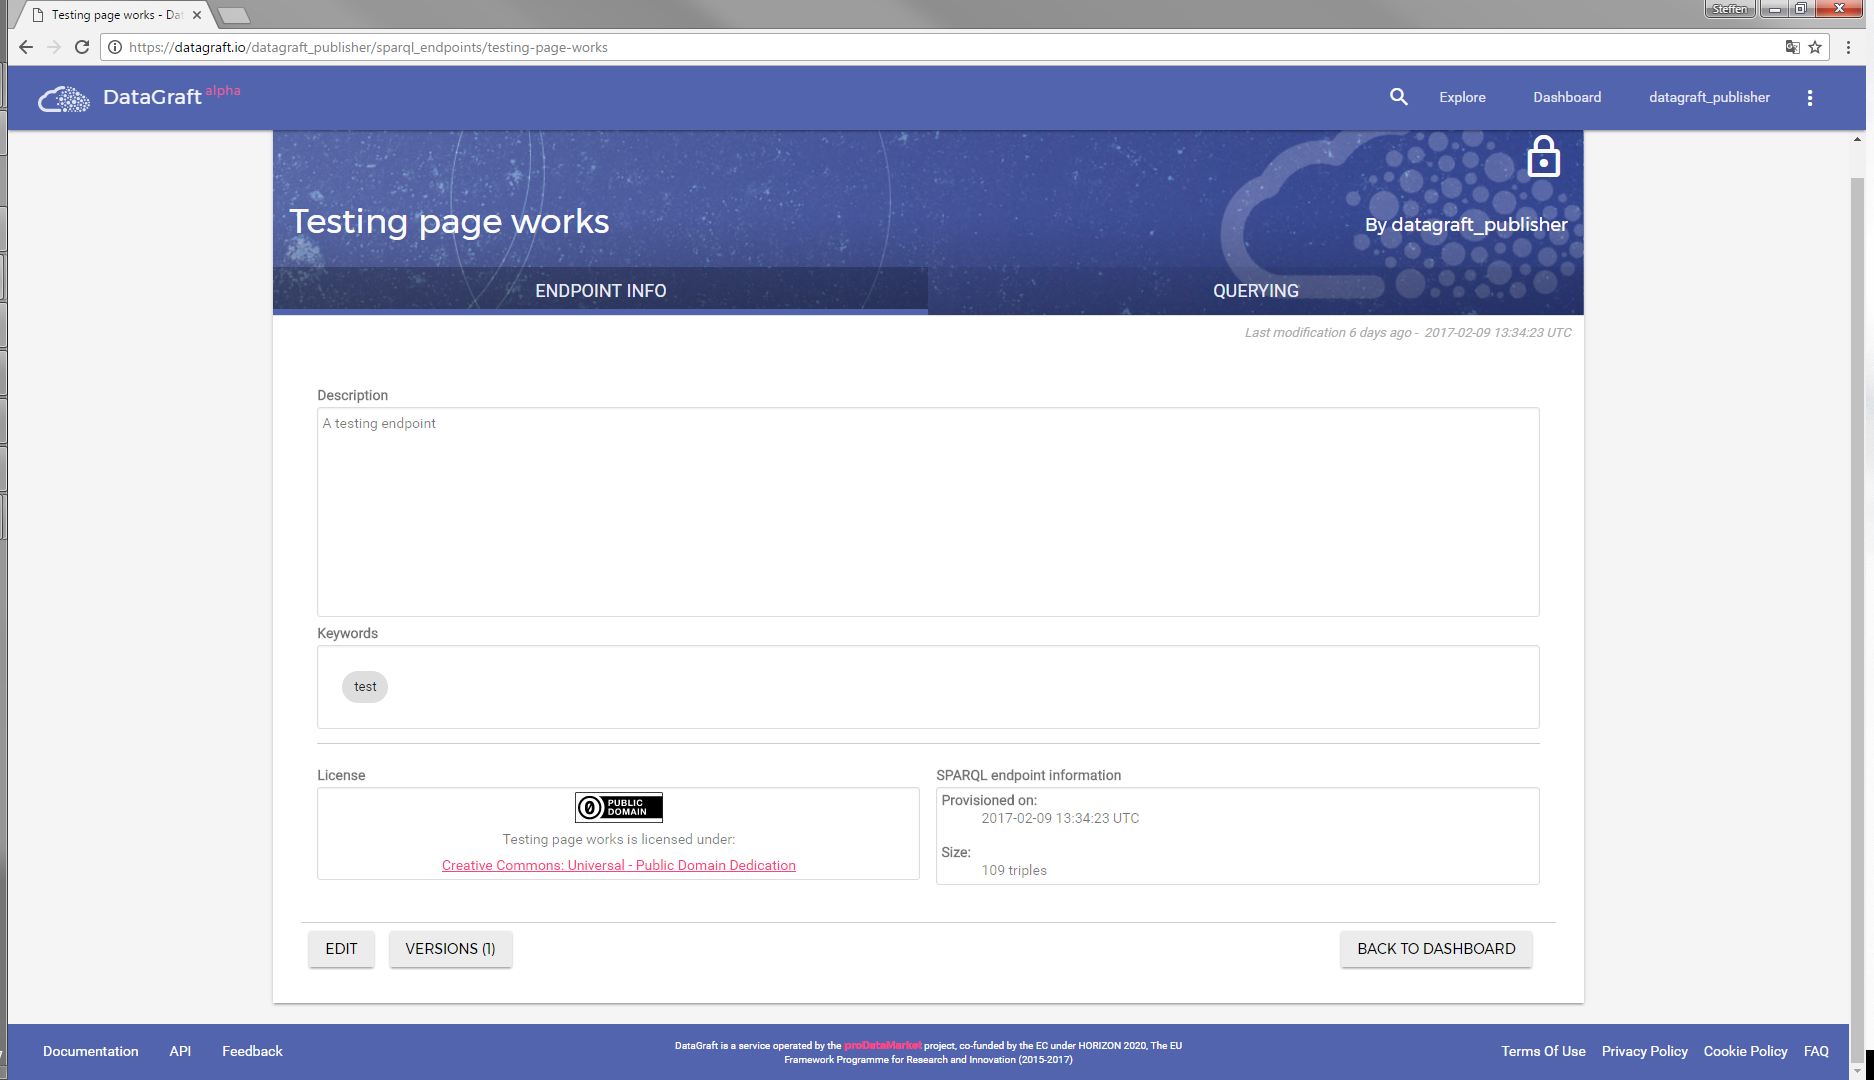 Testing page works - Dat
Steffen
https://datagraft.io/datagraft_publisher/sparql_endpoints/testing-page-works
DataGraft alpha
Explore
Dashboard
datagraft_publisher
Testing page works
By datagraft_publisher
ENDPOINT INFO
QUERYING
Last modification 6 days ago - 2017-02-09 13:34:23 UTC
Description
A testing endpoint
Keywords
test
License
SPARQL endpoint information
PUBLIC
DOMAIN
Testing page works is licensed under:
Creative Commons: Universal - Public Domain Dedication
Provisioned on:
2017-02-09 13:34:23 UTC
Size:
109 triples
EDIT
VERSIONS (1)
BACK TO DASHBOARD
Documentation
API
Feedback
DataGraft is a service operated by the proDataMarket project, co-funded by the EC under HORIZON 2020, The EU
Framework Programme for Research and Innovation (2015-2017)
Terms Of Use
Privacy Policy
Cookie Policy
FAQ